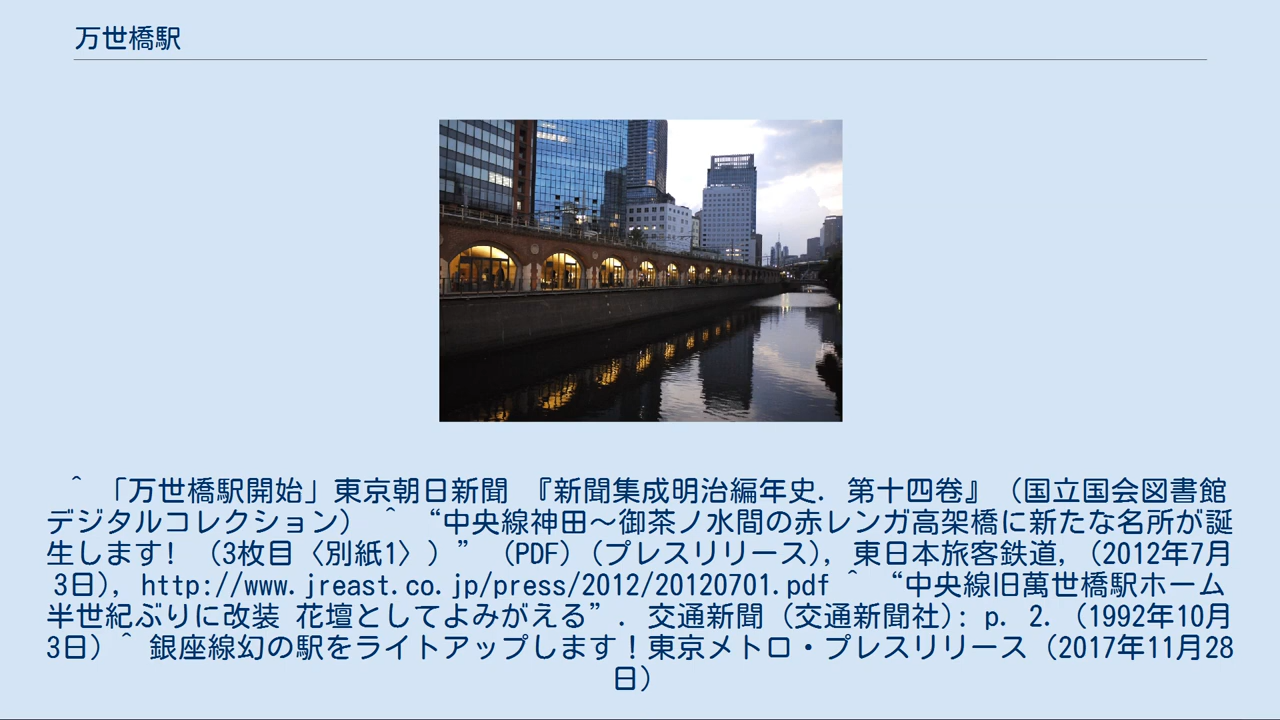 万世橋駅
^ 「万世橋駅開始」東京朝日新聞 『新聞集成明治編年史. 第十四卷』 (国立国会図書館
デジタルコレクション) ^ “中央線神田〜御茶ノ水間の赤レンガ高架橋に新たな名所が誕
生します! (3枚目〈別紙1〉)” (PDF) (プレスリリース), 東日本旅客鉄道, (2012年7月
3日), http://www.jreast.co.jp/press/2012/20120701.pdf ^ “中央線旧萬世橋駅ホーム
半世紀ぶりに改装 花壇としてよみがえる”. 交通新聞 (交通新聞社): p. 2. (1992年10月
3日) ^ 銀座線幻の駅をライトアップします！東京メトロ・プレスリリース（2017年11月28
日）